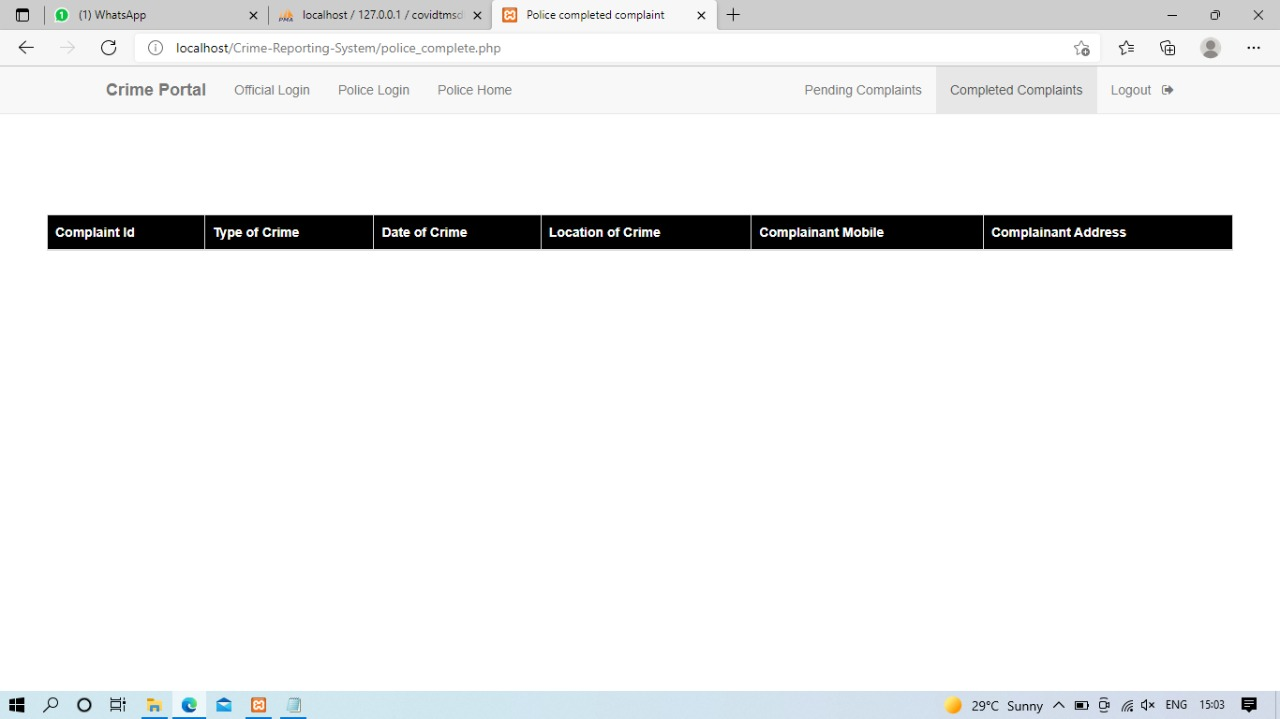 (1) WhatsApp
localhost / 127.0.0.1 / covidtmsd
Police completed complaint
localhost/Crime-Reporting-System/police_complete.php
Crime Portal Official Login Police Login Police Home Pending Complaints Completed Complaints Logout
Complaint Id Type of Crime Date of Crime Location of Crime Complainant Mobile Complainant Address
29°C Sunny ENG 15:03